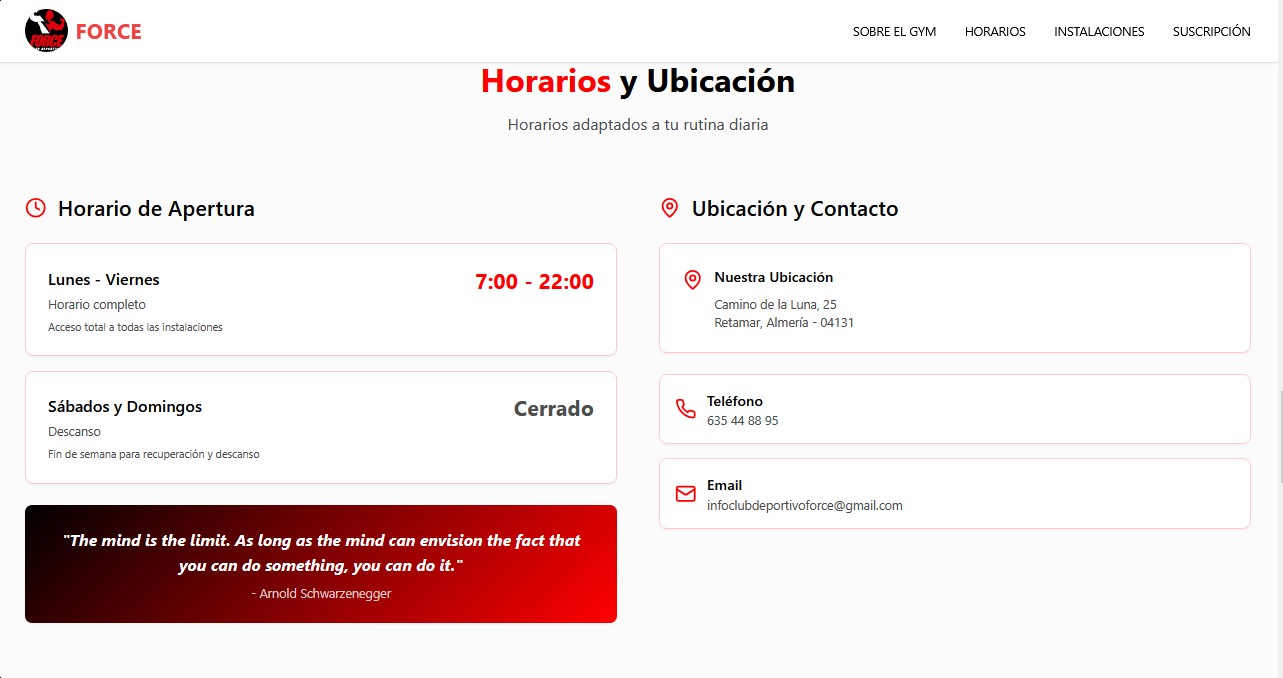 FORCE
FORCE
SOBRE EL GYM
HORARIOS
INSTALACIONES
SUSCRIPCIÓN
Horarios y Ubicación
Horarios adaptados a tu rutina diaria
Horario de Apertura
Lunes - Viernes
7:00 - 22:00
Horario completo
Acceso total a todas las instalaciones
Sábados y Domingos
Cerrado
Descanso
Fin de semana para recuperación y descanso
"The mind is the limit. As long as the mind can envision the fact that
you can do something, you can do it."
- Arnold Schwarzenegger
Ubicación y Contacto
Nuestra Ubicación
Camino de la Luna, 25
Retamar, Almería - 04131
Teléfono
635 44 88 95
Email
infoclubdeportivoforce@gmail.com